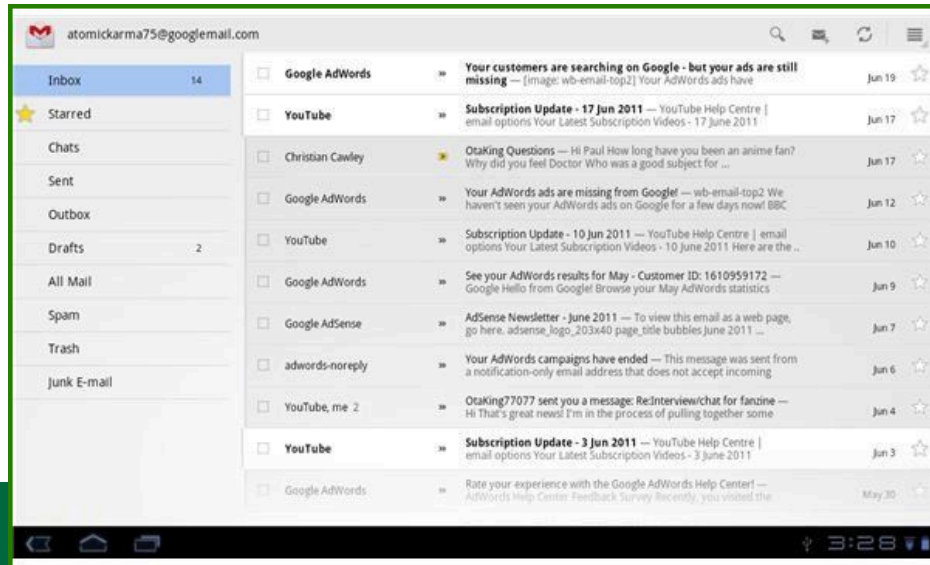 atomickarma75@googlemail.com
Inbox 14
Starred
Chats
Sent
Outbox
Drafts 2
All Mail
Spam
Trash
Junk E-mail
Google AdWords » Your customers are searching on Google - but your ads are still
missing — [image: wb-email-top2] Your AdWords ads have Jun 19
YouTube » Subscription Update - 17 Jun 2011 — YouTube Help Centre |
email options Your Latest Subscription Videos - 17 June 2011 Jun 17
Christian Cawley » OtaKing Questions — Hi Paul How long have you been an anime fan?
Why did you feel Doctor Who was a good subject for ... Jun 17
Google AdWords » Your AdWords ads are missing from Google! — wb-email-top2 We
haven't seen your AdWords ads on Google for a few days now! BBC Jun 12
YouTube » Subscription Update - 10 Jun 2011 — YouTube Help Centre | email
options Your Latest Subscription Videos - 10 June 2011 Here are the .. Jun 10
Google AdWords » See your AdWords results for May - Customer ID: 1610959172 —
Google Hello from Google! Browse your May AdWords statistics Jun 9
Google AdSense » AdSense Newsletter - June 2011 — To view this email as a web page,
go here. adsense_logo_203x40 page_title bubbles June 2011 ... Jun 7
adwords-noreply » Your AdWords campaigns have ended — This message was sent from
a notification-only email address that does not accept incoming Jun 6
YouTube, me 2 » OtaKing77077 sent you a message: Re:Interview/chat for fanzine —
Hi That's great news! I'm in the process of pulling together some Jun 4
YouTube » Subscription Update - 3 Jun 2011 — YouTube Help Centre |
email options Your Latest Subscription Videos - 3 June 2011 Jun 3
Google AdWords » Rate your experience with the Google AdWords Help Center! —
AdWords Help Center Feedback Survey Recently, you visited the May 30
3:28